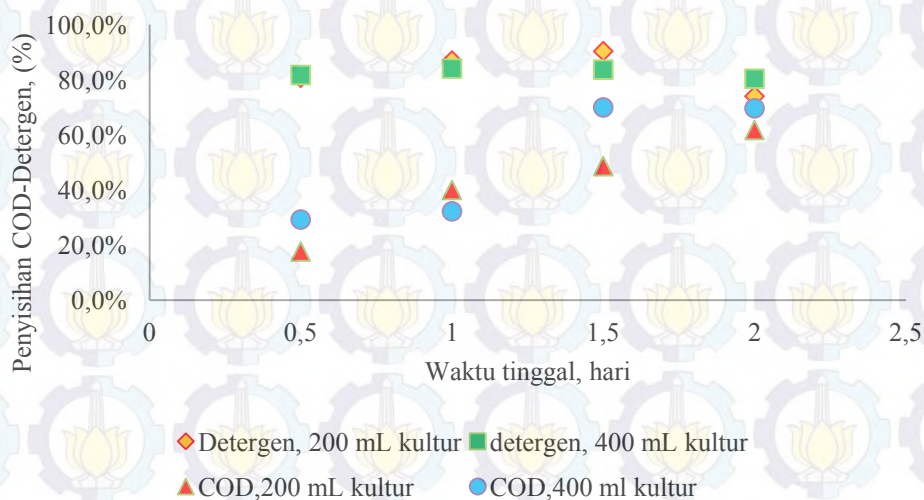 100,0%
80,0%
60,0%
40,0%
20,0%
0,0%
Penyisihan COD-Detergen, (%)
0 0,5 1 1,5 2 2,5
Waktu tinggal, hari
Detergen, 200 mL kultur detergen, 400 mL kultur
COD,200 mL kultur COD,400 ml kultur